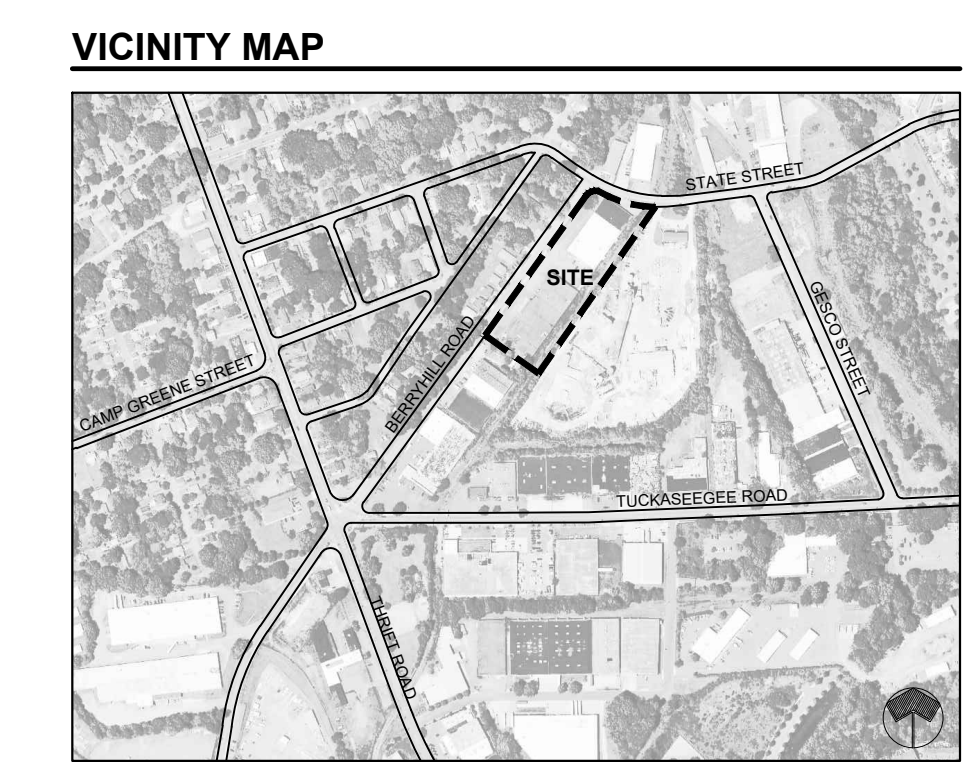 VICINITY MAP
STATE STREET
SITE
GESCO STREET
BERRYHILL ROAD
CAMP GREENE STREET
TUCKASEEGEE ROAD
THRIFT ROAD